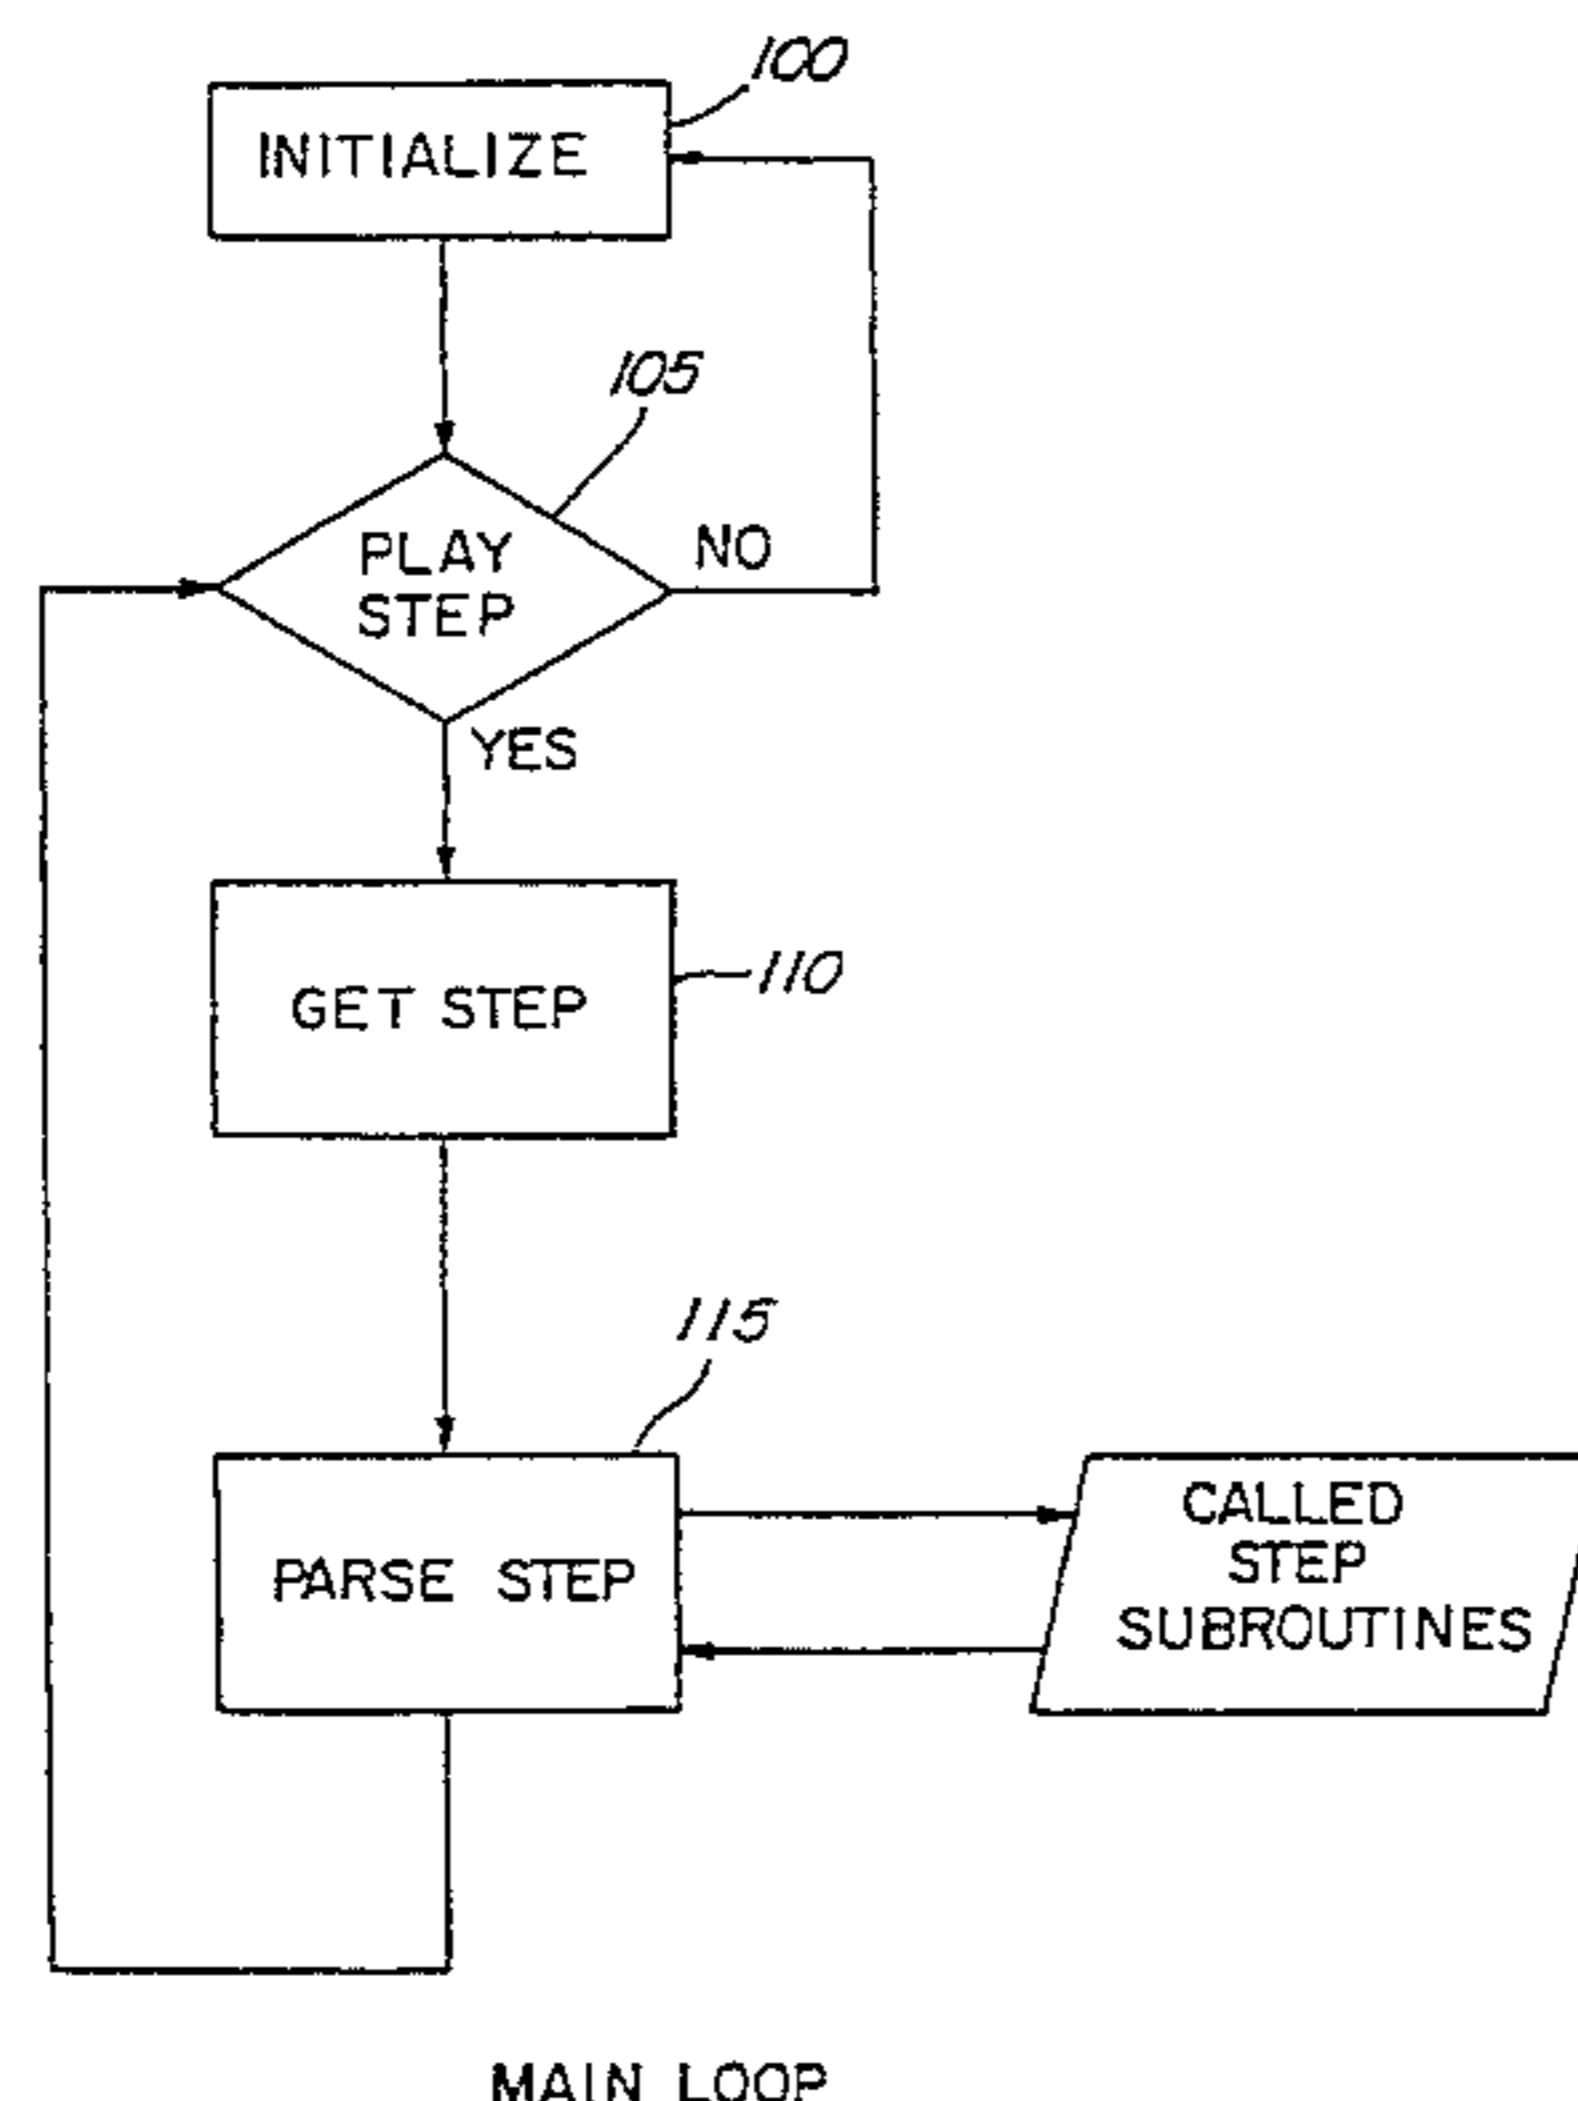 100
INITIALIZE
105
PLAY
STEP
NO
YES
110
GET STEP
115
PARSE STEP
CALLED
STEP
SUBROUTINES
MAIN LOOP